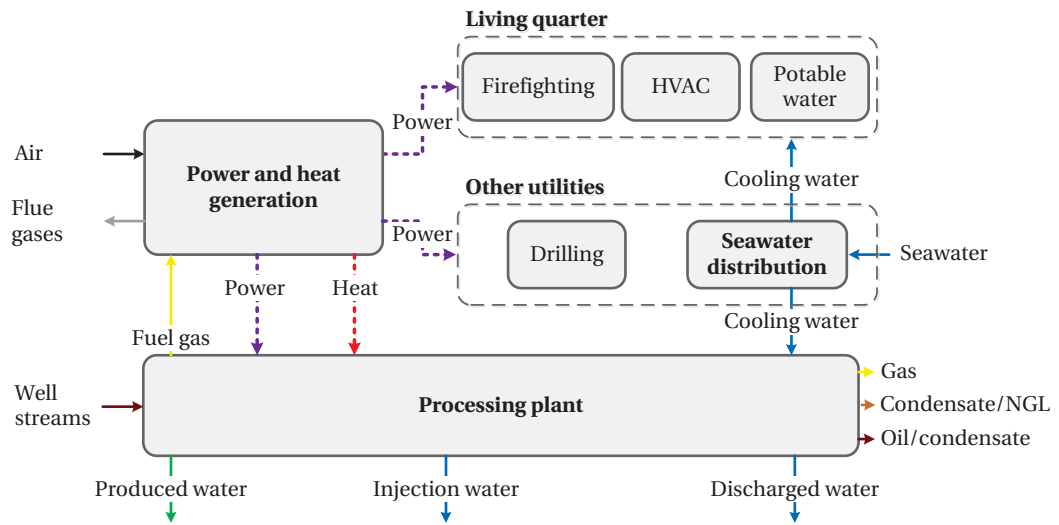 Living quarter
Firefighting
HVAC
Potable
water
Power
Air
Power and heat
generation
Cooling water
Other utilities
Flue
gases
Power
Drilling
Seawater
distribution
Seawater
Power
Heat
Cooling water
Fuel gas
Well
streams
Processing plant
Gas
Condensate/NGL
Oil/condensate
Produced water
Injection water
Discharged water